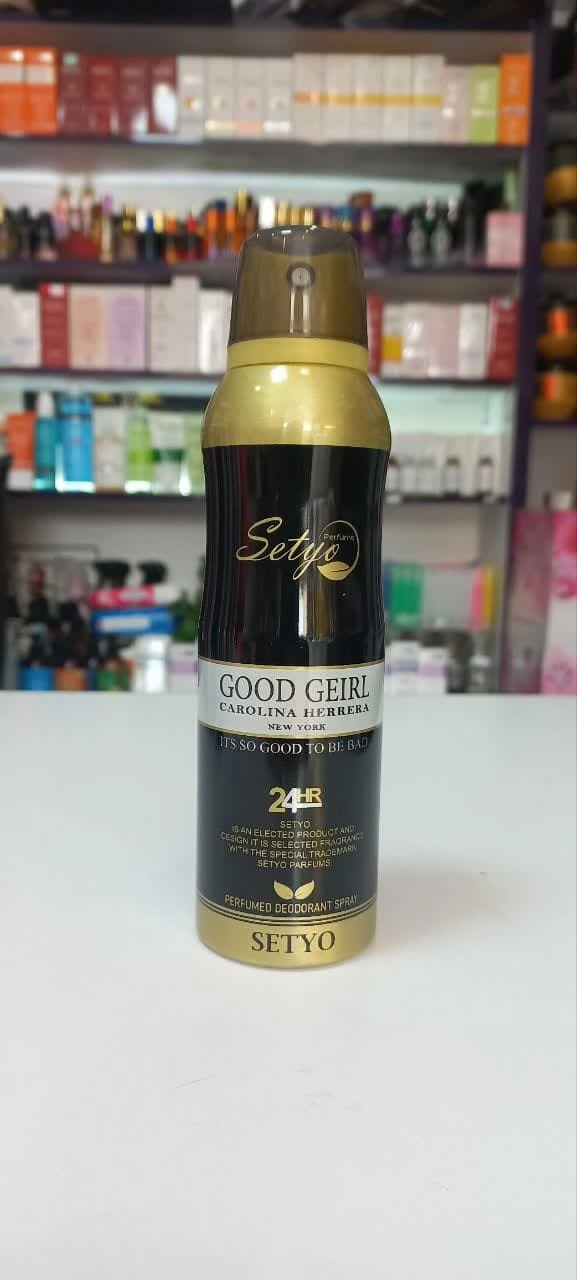 Setyo
Perfume
GOOD GEIRL
CAROLINA HERRERA
NEW YORK
ITS SO GOOD TO BE BAD
24HR
SETYO
IS AN ELECTED PRODUCT AND
DESIGN IT IS SELECTED FRAGRANCE
WITH THE SPECIAL TRADEMARK
SETYO PARFUMS
PERFUMED DEODORANT SPRAY
SETYO